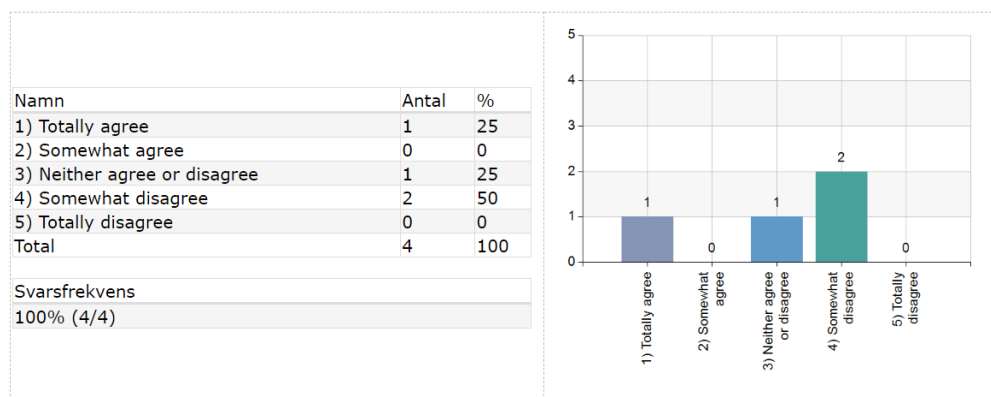 Namn Antal %
1) Totally agree 1 25
2) Somewhat agree 0 0
3) Neither agree or disagree 1 25
4) Somewhat disagree 2 50
5) Totally disagree 0 0
Total 4 100
Svarsfrekvens
100% (4/4)
5
4
3
2
1
0
1
0
1
2
0
1) Totally agree
2) Somewhat
agree
3) Neither agree
or disagree
4) Somewhat
disagree
5) Totally
disagree